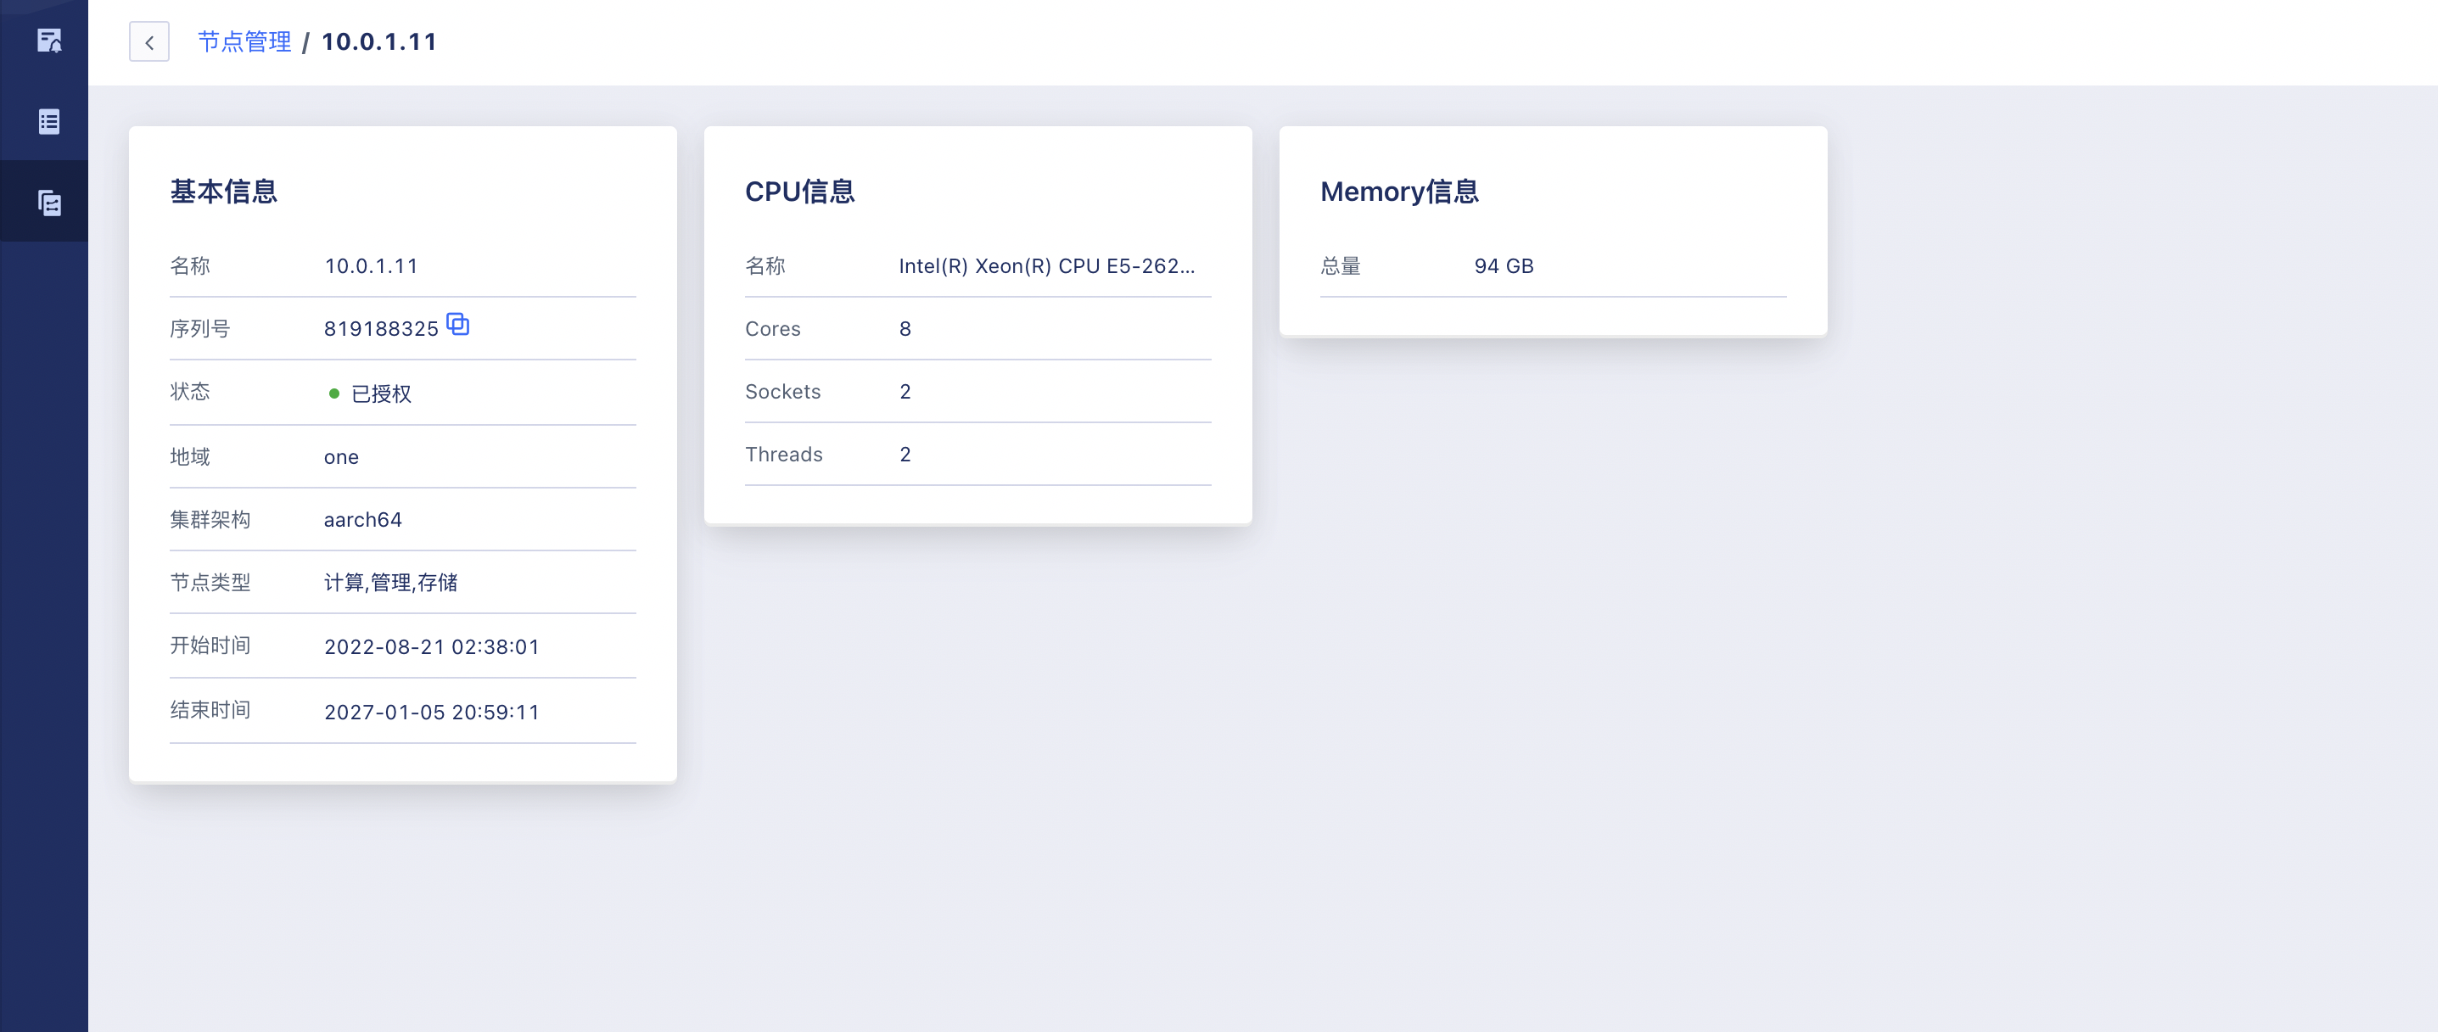 节点管理 / 10.0.1.11
基本信息
名称 10.0.1.11
序列号 819188325
状态 已授权
地域 one
集群架构 aarch64
节点类型 计算,管理,存储
开始时间 2022-08-21 02:38:01
结束时间 2027-01-05 20:59:11
CPU信息
名称 Intel(R) Xeon(R) CPU E5-262...
Cores 8
Sockets 2
Threads 2
Memory信息
总量 94 GB